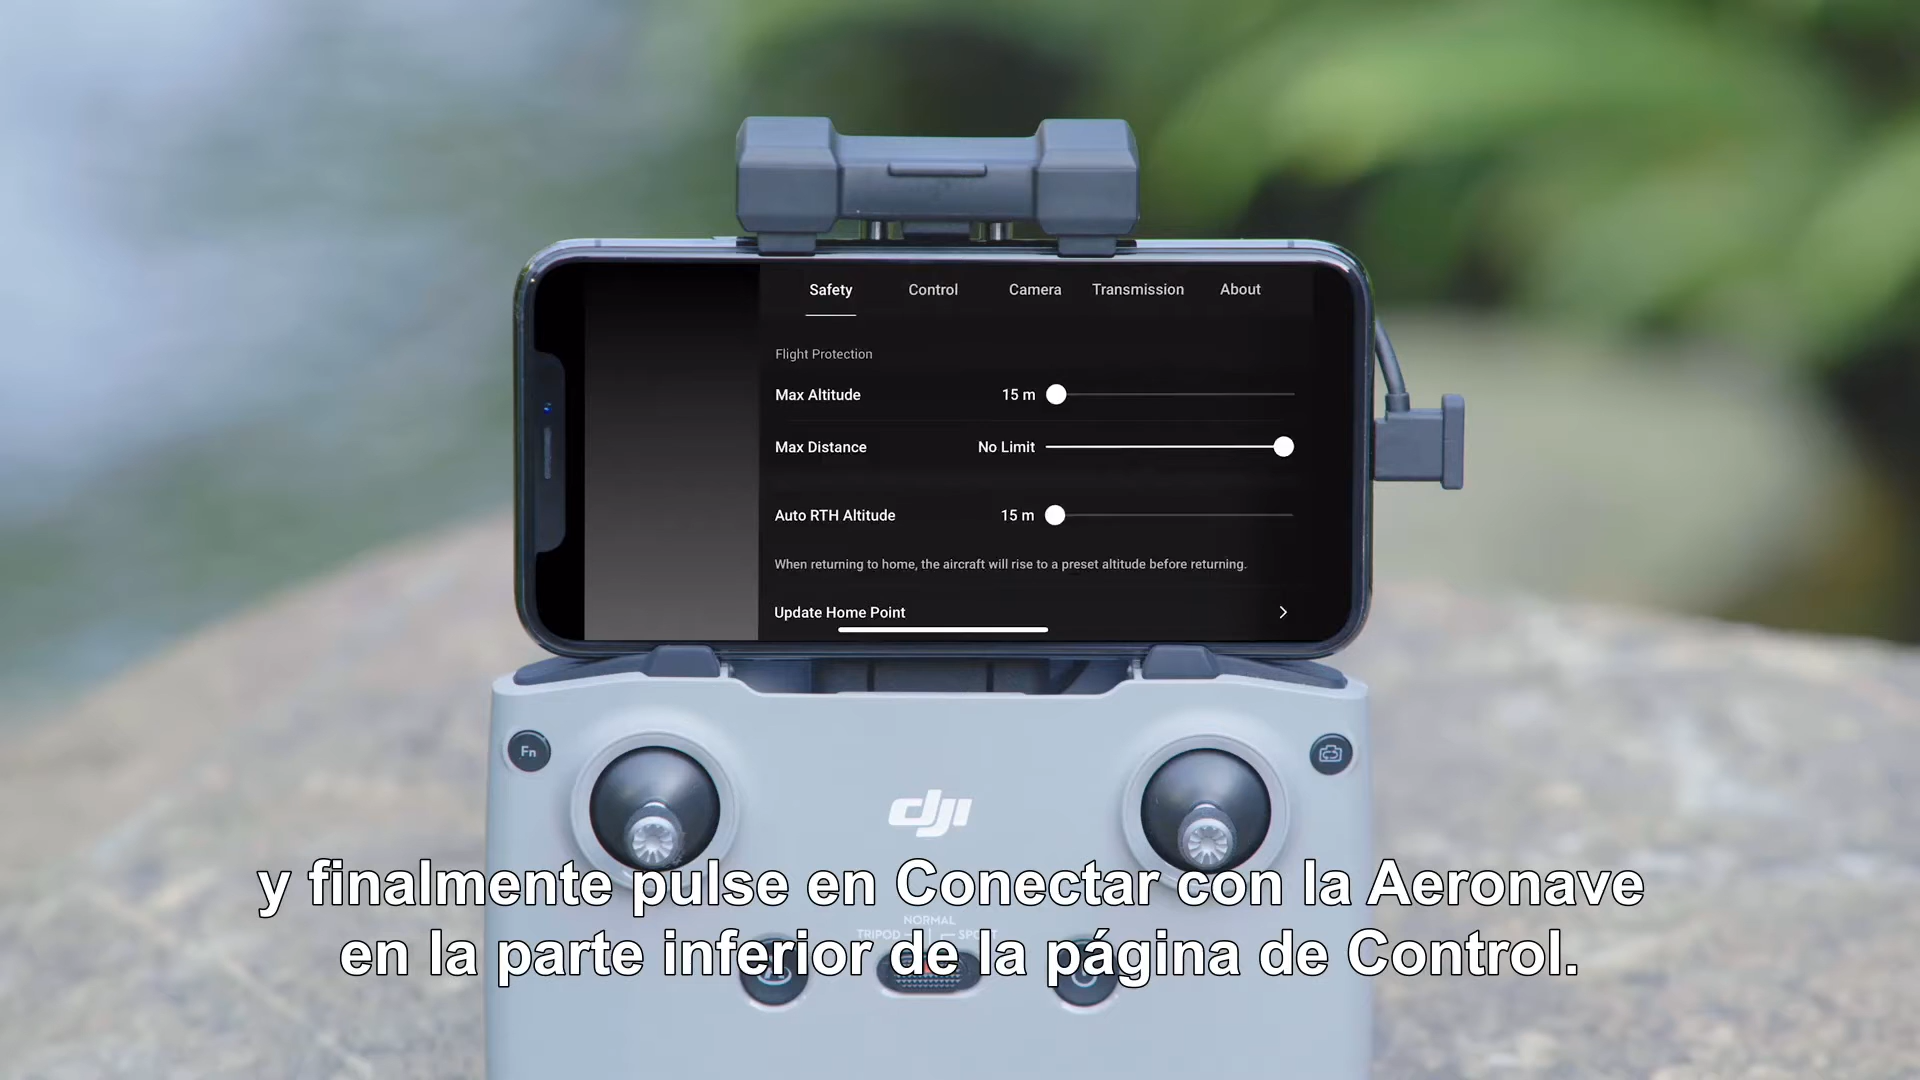 Safety Control Camera Transmission About
Flight Protection
Max Altitude 15 m
Max Distance No Limit
Auto RTH Altitude 15 m
When returning to home, the aircraft will rise to a preset altitude before returning.
Update Home Point
Fn
dji
y finalmente pulse en Conectar con la Aeronave
NORMAL
TRIPOD SPORT
en la parte inferior de la página de Control.